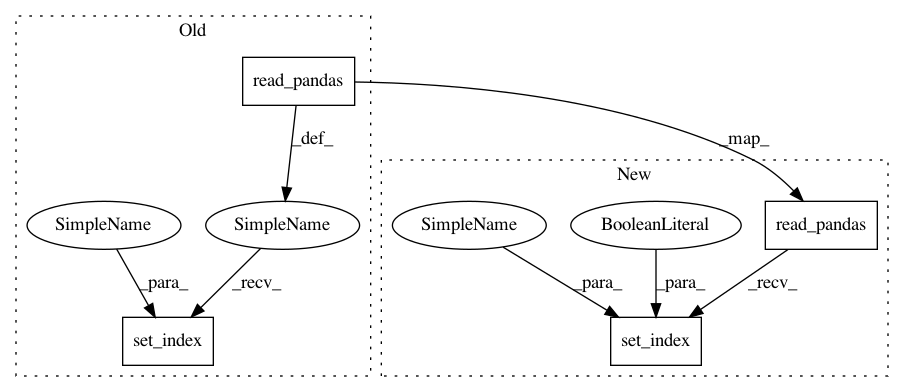 Old
read_pandas
_def_
_map_
New
SimpleName
SimpleName
SimpleName
BooleanLiteral
read_pandas
_para_
_recv_
_para_
_para_
_recv_
set_index
set_index